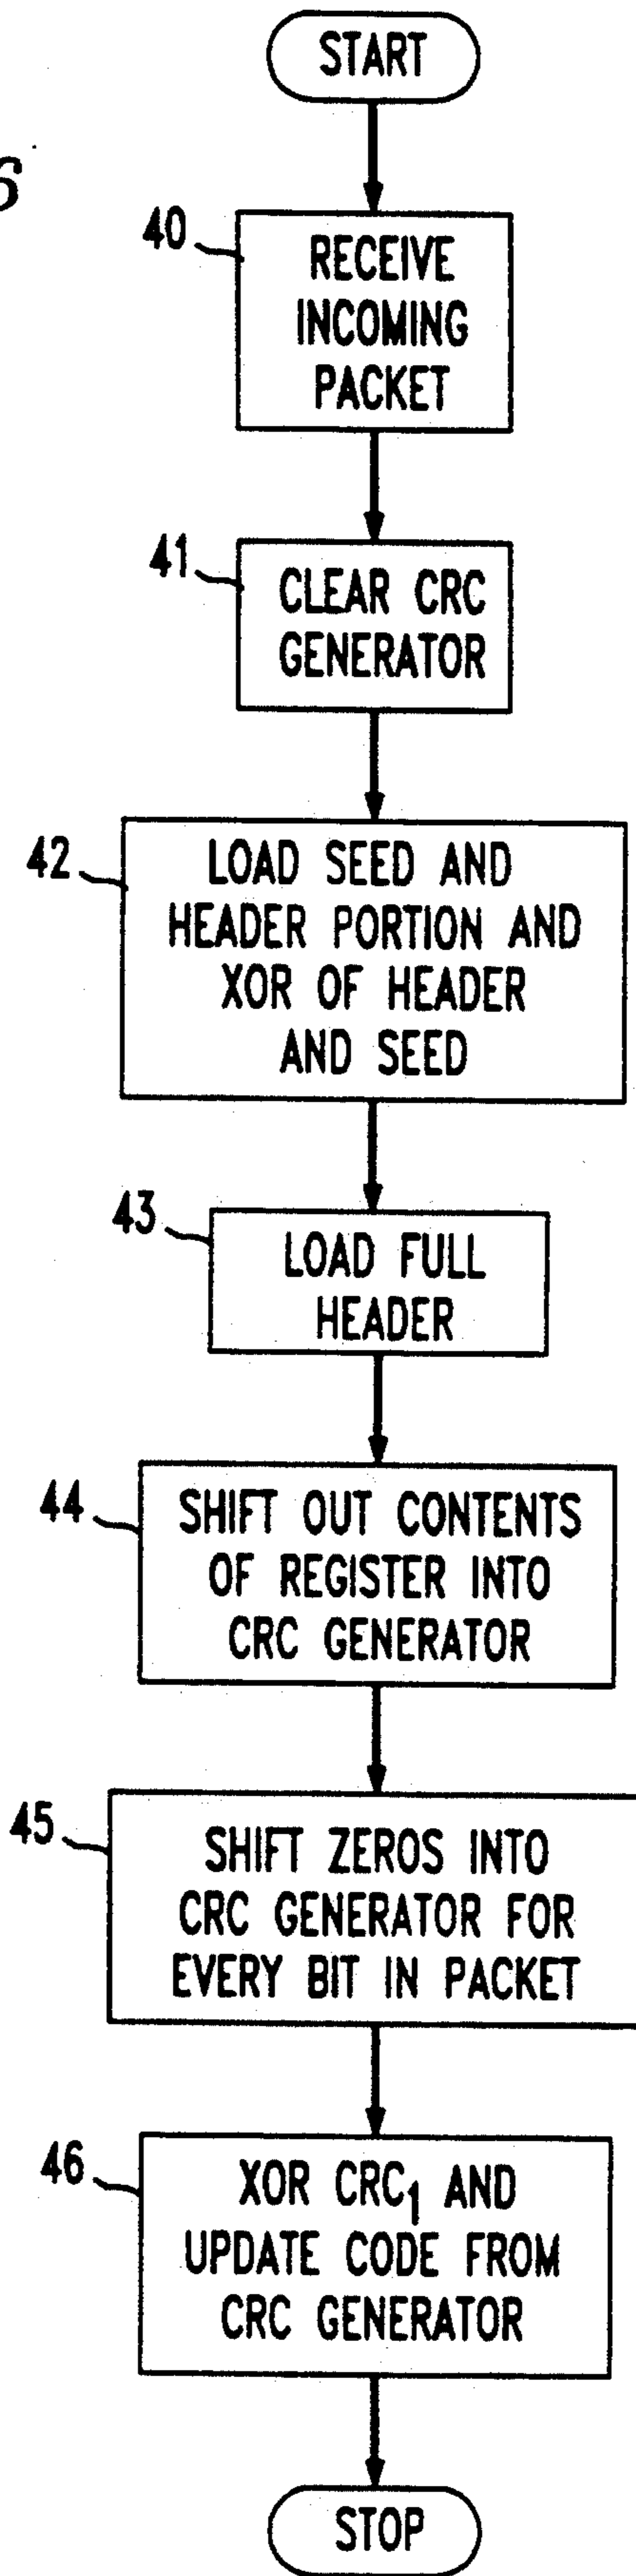 6
START
40
RECEIVE
INCOMING
PACKET
41
CLEAR CRC
GENERATOR
42
LOAD SEED AND
HEADER PORTION AND
XOR OF HEADER
AND SEED
43
LOAD FULL
HEADER
44
SHIFT OUT CONTENTS
OF REGISTER INTO
CRC GENERATOR
45
SHIFT ZEROS INTO
CRC GENERATOR FOR
EVERY BIT IN PACKET
46
XOR CRC₁ AND
UPDATE CODE FROM
CRC GENERATOR
STOP